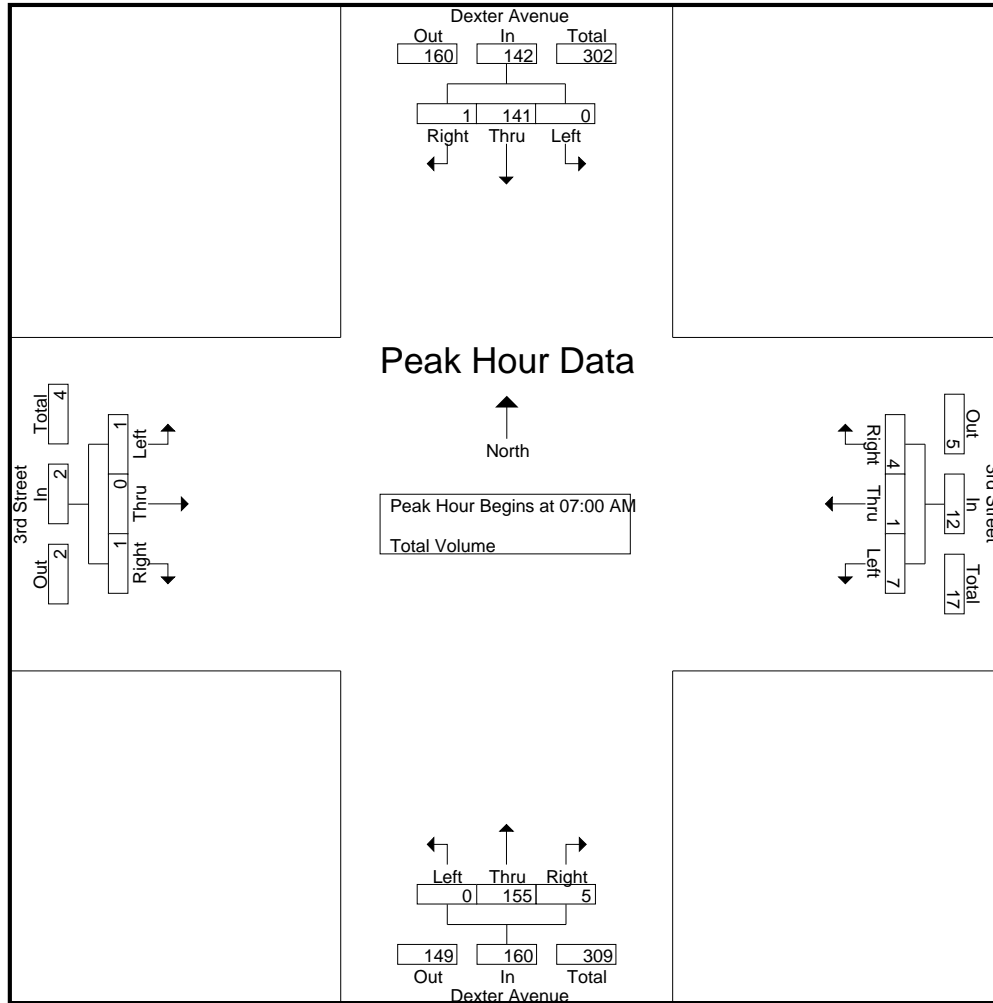 Dexter Avenue
Out In Total
160 142 302
1 141 0
Right Thru Left
Peak Hour Data
North
Peak Hour Begins at 07:00 AM
Total Volume
3rd Street
Total In Out
4 2 2
1 0 1
Left Thru Right
Right Thru Left
4 1 7
5 12 17
Out In Total
3rd Street
Left Thru Right
0 155 5
149 160 309
Out In Total
Dexter Avenue